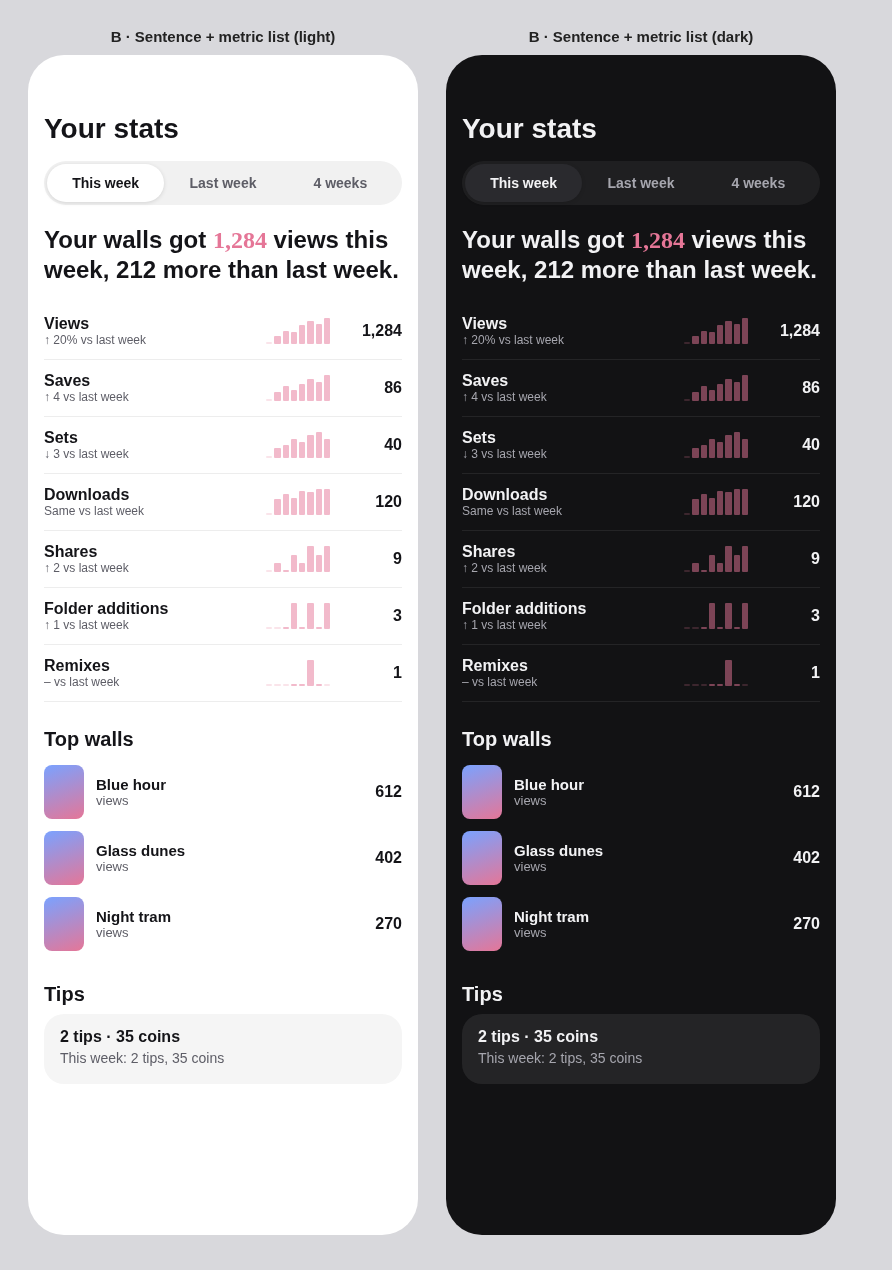 B · Sentence + metric list (light)
Your stats
This week
Last week
4 weeks
Your walls got 1,284 views this
week, 212 more than last week.
Views
↑ 20% vs last week
1,284
Saves
↑ 4 vs last week
86
Sets
↓ 3 vs last week
40
Downloads
Same vs last week
120
Shares
↑ 2 vs last week
9
Folder additions
↑ 1 vs last week
3
Remixes
– vs last week
1
Top walls
Blue hour
views
612
Glass dunes
views
402
Night tram
views
270
Tips
2 tips · 35 coins
This week: 2 tips, 35 coins
B · Sentence + metric list (dark)
Your stats
This week
Last week
4 weeks
Your walls got 1,284 views this
week, 212 more than last week.
Views
↑ 20% vs last week
1,284
Saves
↑ 4 vs last week
86
Sets
↓ 3 vs last week
40
Downloads
Same vs last week
120
Shares
↑ 2 vs last week
9
Folder additions
↑ 1 vs last week
3
Remixes
– vs last week
1
Top walls
Blue hour
views
612
Glass dunes
views
402
Night tram
views
270
Tips
2 tips · 35 coins
This week: 2 tips, 35 coins